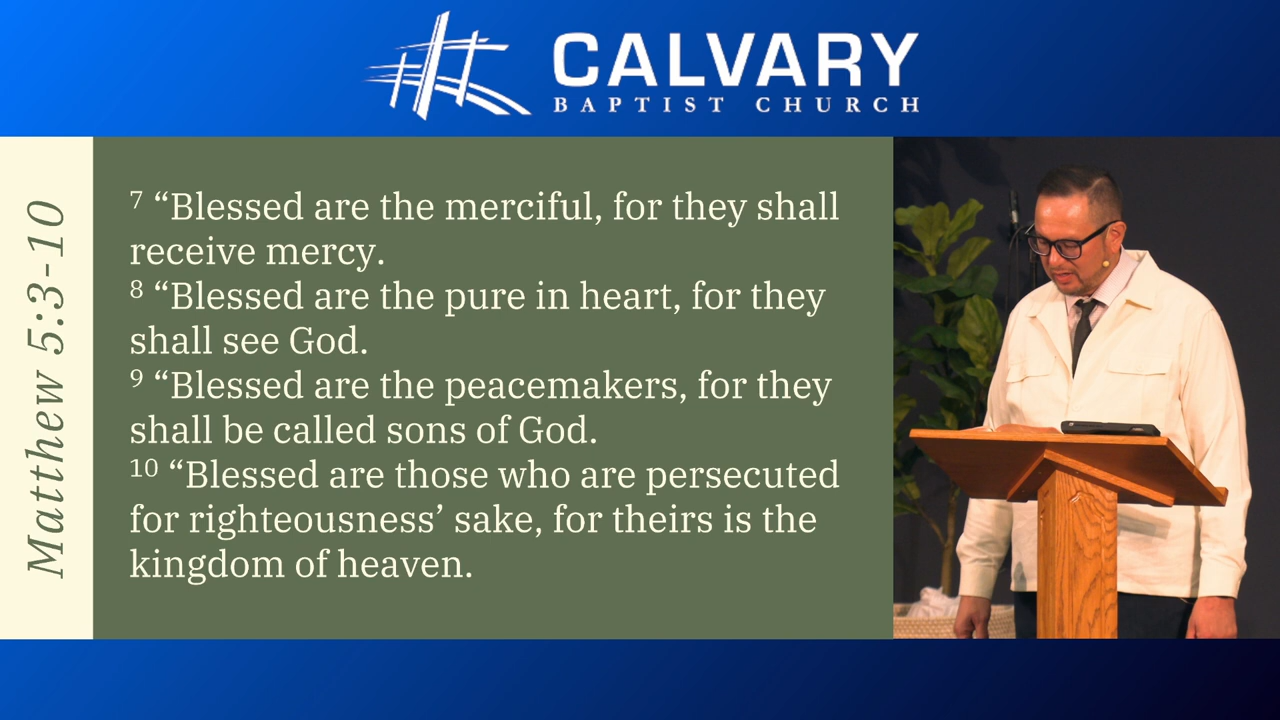 CALVARY
BAPTIST CHURCH
Matthew 5:3-10
7 “Blessed are the merciful, for they shall
receive mercy.
8 “Blessed are the pure in heart, for they
shall see God.
9 “Blessed are the peacemakers, for they
shall be called sons of God.
10 “Blessed are those who are persecuted
for righteousness’ sake, for theirs is the
kingdom of heaven.